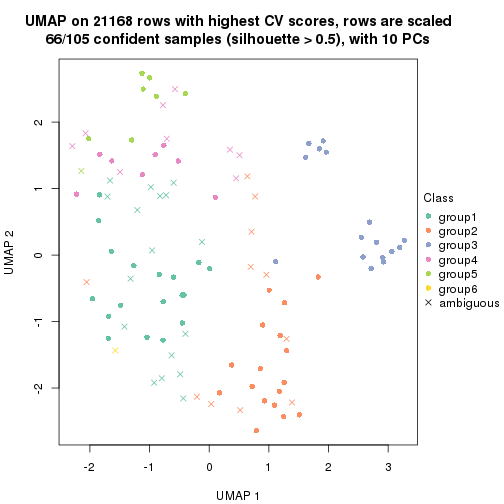 UMAP on 21168 rows with highest CV scores, rows are scaled
66/105 confident samples (silhouette > 0.5), with 10 PCs
UMAP 2
2
1
0
-1
-2
-2
-1
0
1
2
3
UMAP 1
Class
group1
group2
group3
group4
group5
group6
ambiguous